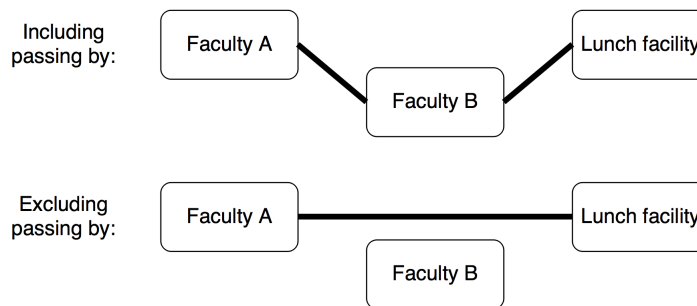 Including
passing by:
Faculty A
Lunch facility
Faculty B
Excluding
passing by:
Faculty A
Lunch facility
Faculty B